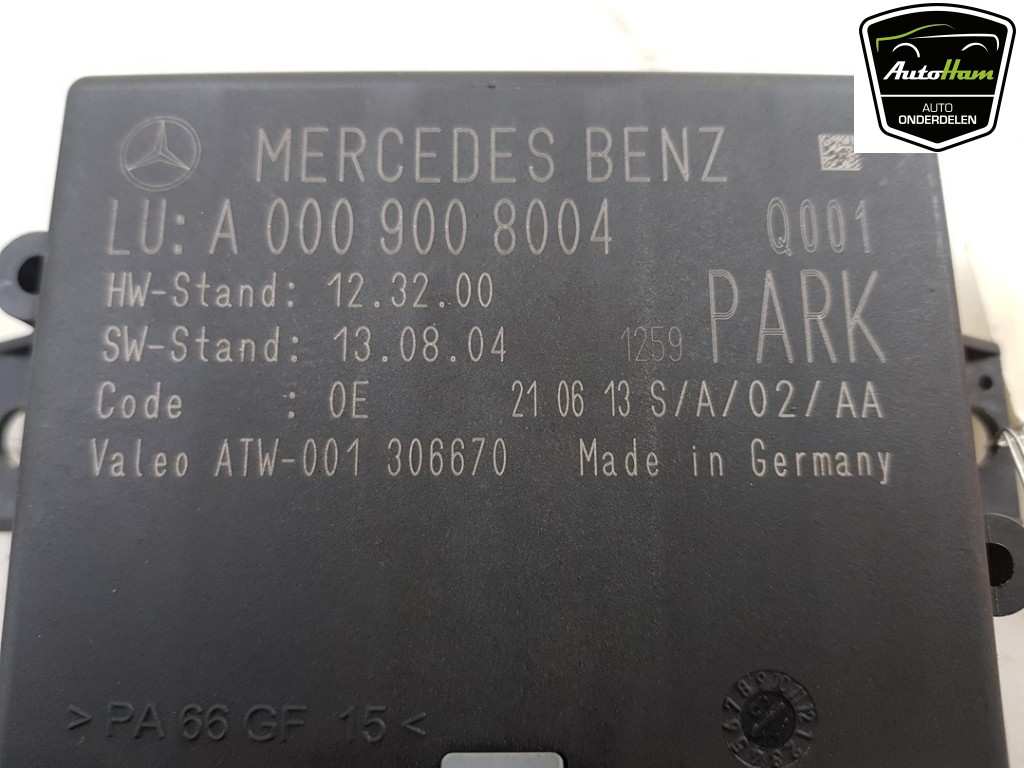 AutoHam
AUTO
ONDERDELEN
MERCEDES BENZ
LU: A 000 900 8004 Q001
HW-Stand: 12.32.00
SW-Stand: 13.08.04 1259 PARK
Code : 0E 21 06 13 S/A/02/AA
Valeo ATW-001 306670 Made in Germany
> PA 66 GF 15 <